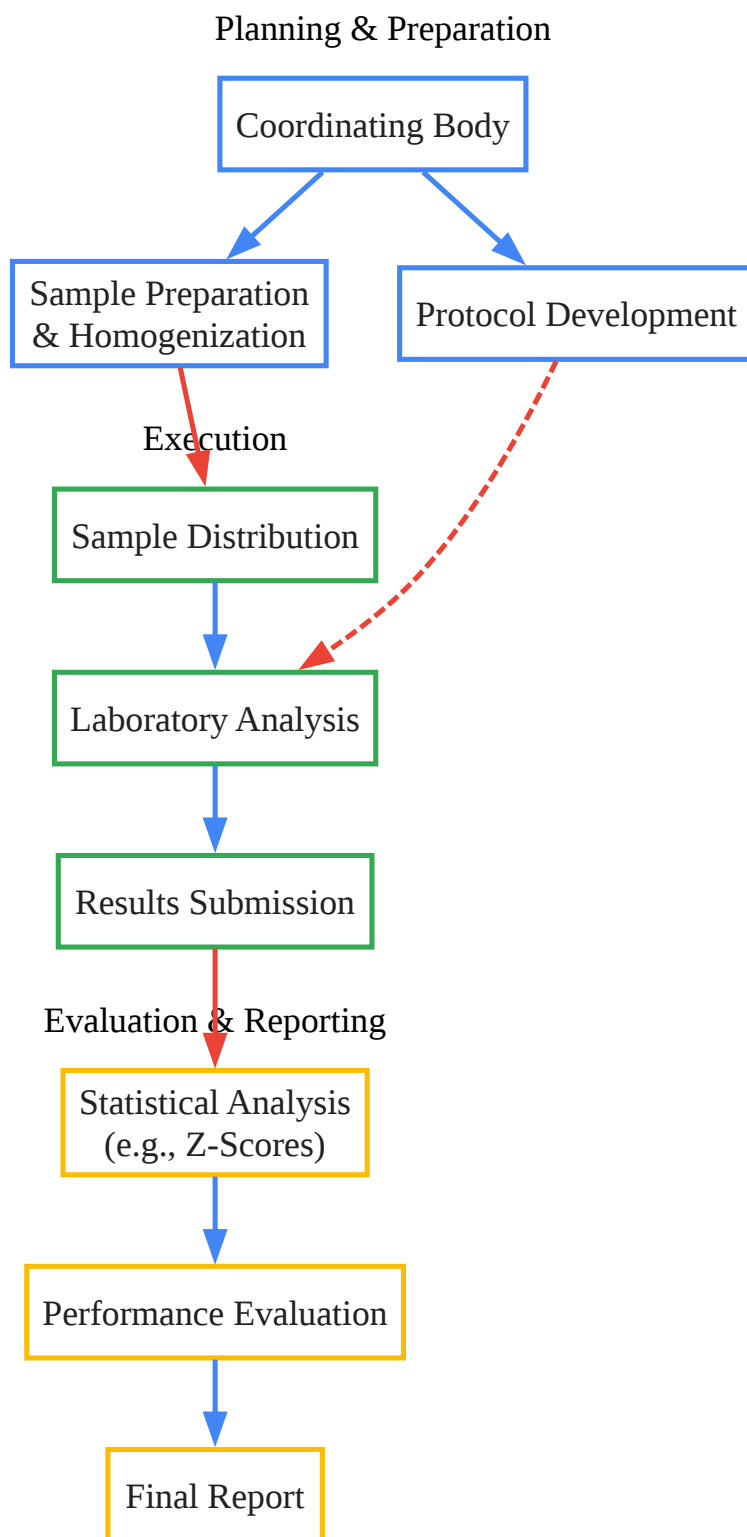 Planning & Preparation
Coordinating Body
Sample Preparation
& Homogenization
Protocol Development
Execution
Sample Distribution
Laboratory Analysis
Results Submission
Evaluation & Reporting
Statistical Analysis
(e.g., Z-Scores)
Performance Evaluation
Final Report